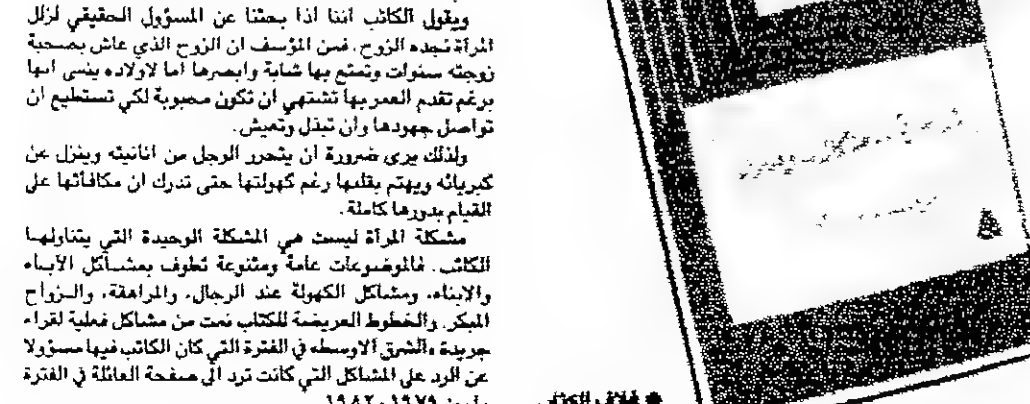 ويقول الكاتب اننا اذا بحثنا عن المسؤول الحقيقي لزلل
المرأة نجده الزوج. فمن المؤسف ان الزوج الذي عاش بصحبة
زوجته سنوات وتمتع بها شابة وابصرها اما لاولاده ينسى انها
برغم تقدم العمر بها تشتهي ان تكون محبوبة لكي تستطيع ان
تواصل جهودها وأن تبذل وتعيش.
ولذلك يرى ضرورة ان يتحرر الرجل من انانيته وينزل عن
كبريائه ويهتم بقلبها رغم كهولتها حتى تدرك ان مكافأتها على
القيام بدورها كاملة.
مشكلة المرأة ليست هي المشكلة الوحيدة التي يتناولها
الكاتب. فالموضوعات عامة ومتنوعة تطوف بمشاكل الآباء
والابناء، ومشاكل الكهولة عند الرجال، والمراهقة، والزواج
المبكر. والخطوط العريضة للكتاب نمت من مشاكل فعلية لقراء
جريدة «الشرق الاوسط» في الفترة التي كان الكاتب فيها مسؤولا
عن الرد على المشاكل التي كانت ترد الى صفحة العائلة في الفترة
١٩٧٩ - ١٩٨٢
● غلاف الكتاب